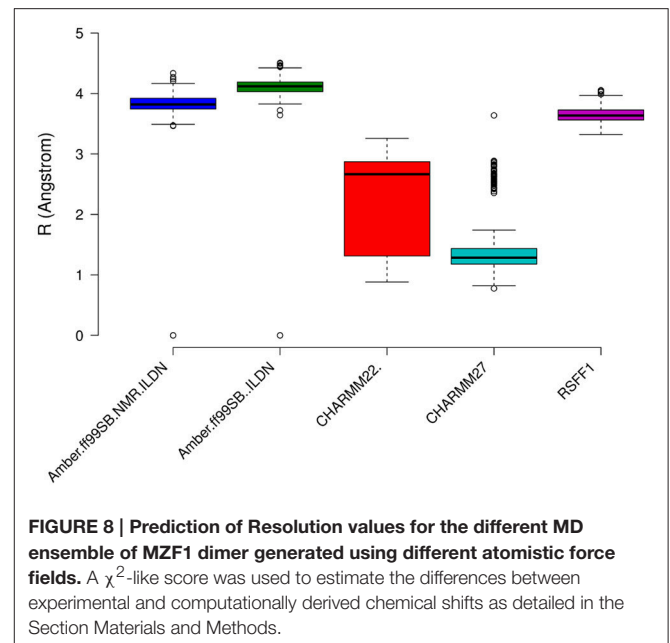 5
4
3
2
1
0
R (Angstrom)
Amber.ff99SB.NMR.ILDN
Amber.ff99SB..ILDN
CHARMM22.
CHARMM27
RSFF1
FIGURE 8 | Prediction of Resolution values for the different MD
ensemble of MZF1 dimer generated using different atomistic force
fields. A χ²-like score was used to estimate the differences between
experimental and computationally derived chemical shifts as detailed in the
Section Materials and Methods.